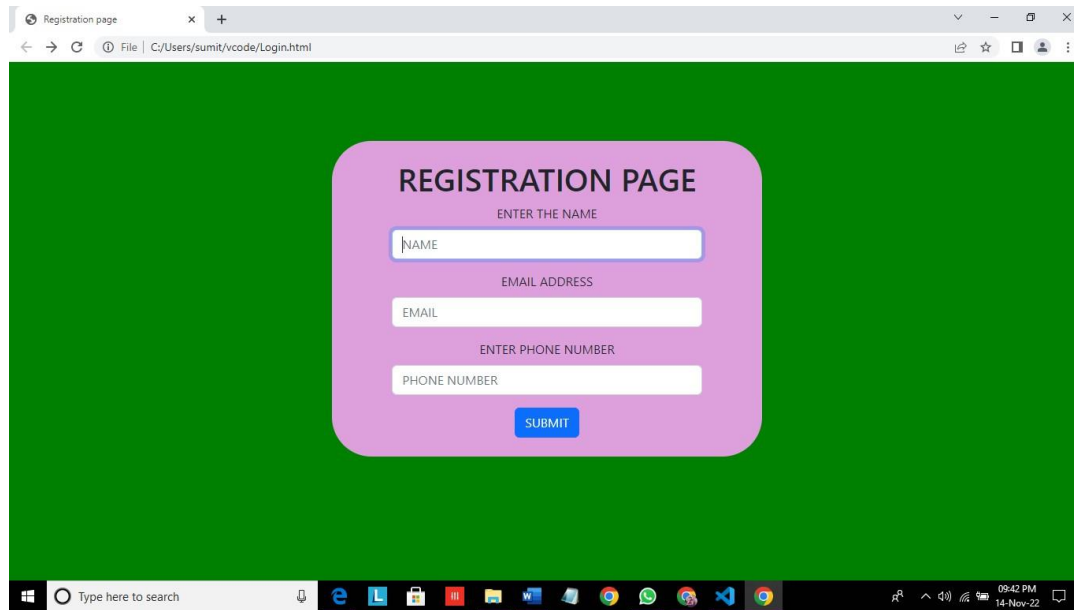 Registration page
File | C:/Users/sumit/vcode/Login.html
REGISTRATION PAGE
ENTER THE NAME
NAME
EMAIL ADDRESS
EMAIL
ENTER PHONE NUMBER
PHONE NUMBER
SUBMIT
Type here to search
L
W
09:42 PM
14-Nov-22